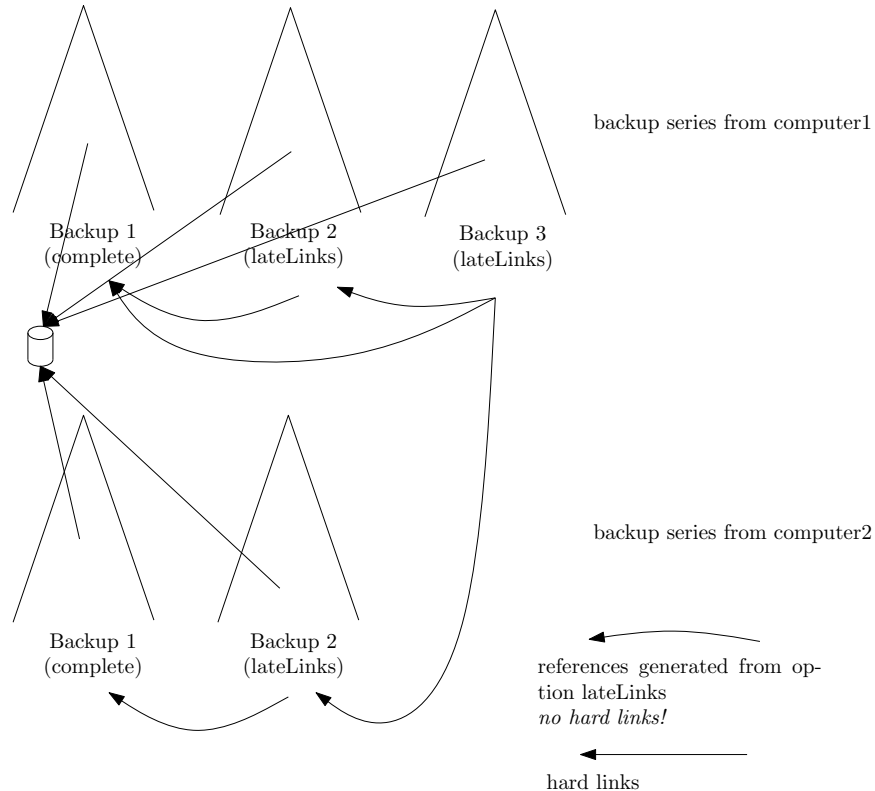 backup series from computer1
Backup 1
(complete)
Backup 2
(lateLinks)
Backup 3
(lateLinks)
backup series from computer2
Backup 1
(complete)
Backup 2
(lateLinks)
references generated from op-
tion lateLinks
no hard links!
hard links